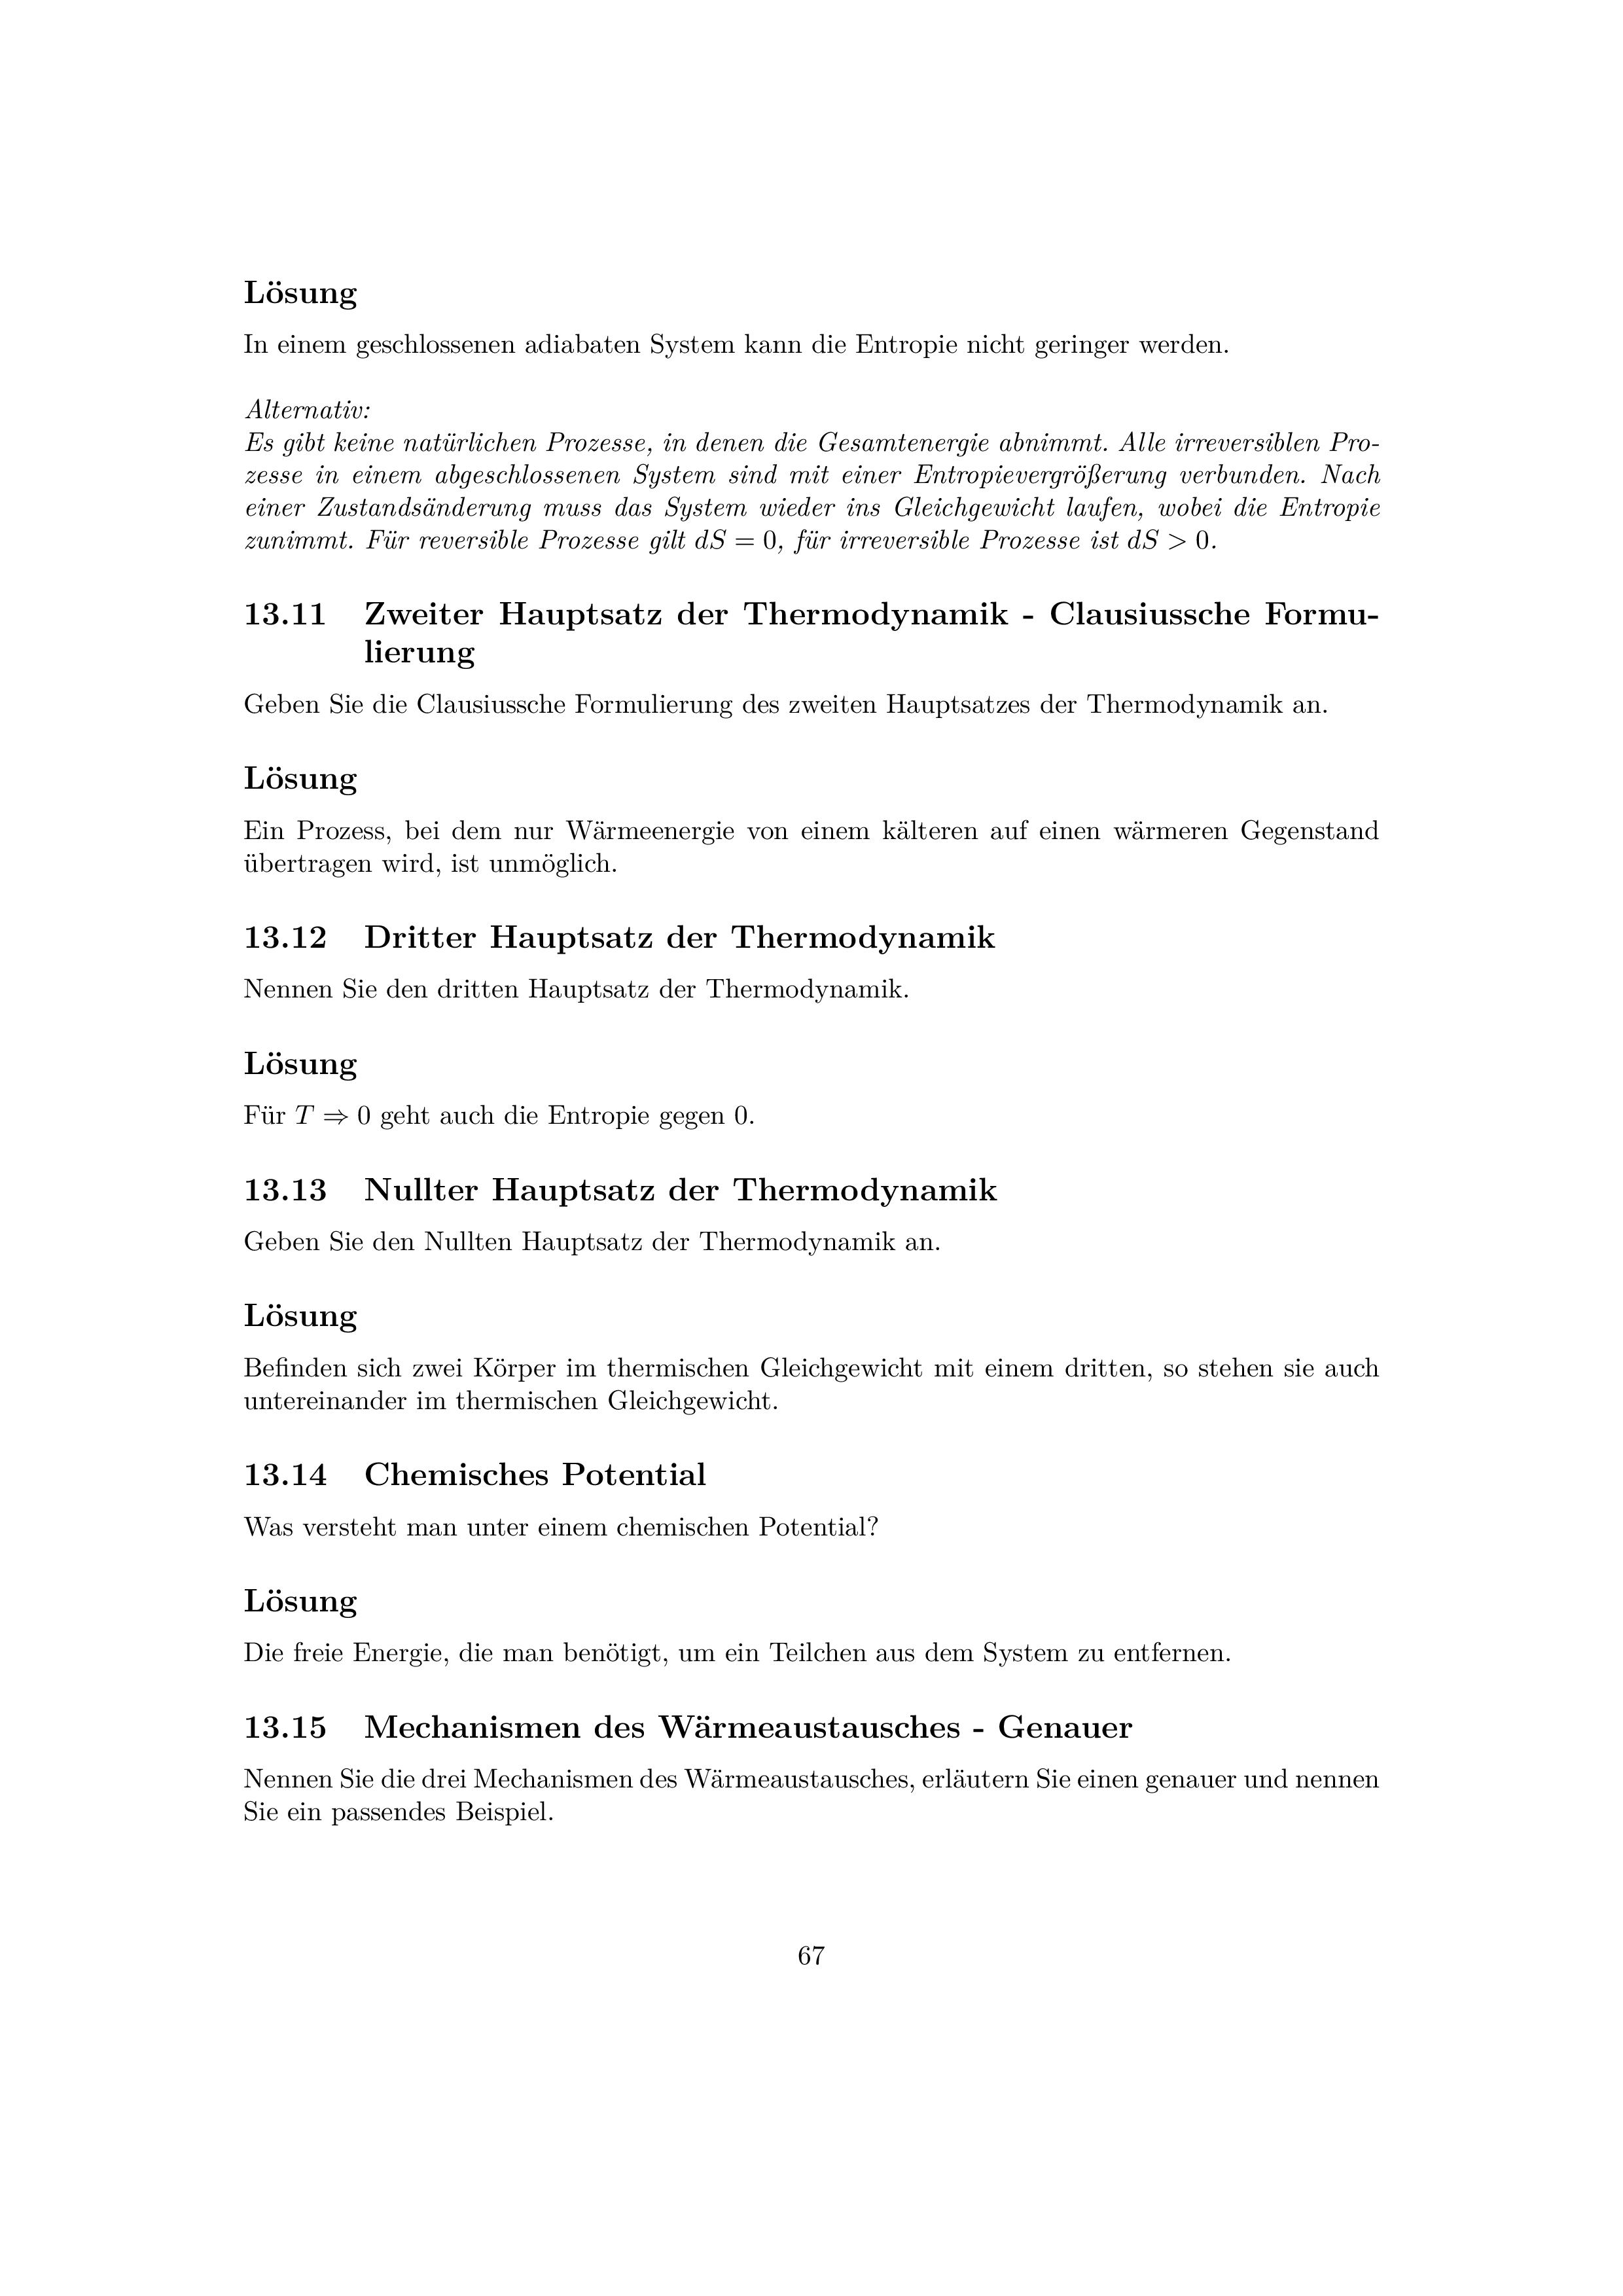 Lösung
In einem geschlossenen adiabaten System kann die Entropie nicht geringer werden.
Alternativ:
Es gibt keine natürlichen Prozesse, in denen die Gesamtenergie abnimmt. Alle irreversiblen Pro-
zesse in einem abgeschlossenen System sind mit einer Entropievergrößerung verbunden. Nach
einer Zustandsänderung muss das System wieder ins Gleichgewicht laufen, wobei die Entropie
zunimmt. Für reversible Prozesse gilt dS = 0, für irreversible Prozesse ist dS > 0.
13.11 Zweiter Hauptsatz der Thermodynamik - Clausiussche Formu-
lierung
Geben Sie die Clausiussche Formulierung des zweiten Hauptsatzes der Thermodynamik an.
Lösung
Ein Prozess, bei dem nur Wärmeenergie von einem kälteren auf einen wärmeren Gegenstand
übertragen wird, ist unmöglich.
13.12 Dritter Hauptsatz der Thermodynamik
Nennen Sie den dritten Hauptsatz der Thermodynamik.
Lösung
Für T ⇒ 0 geht auch die Entropie gegen 0.
13.13 Nullter Hauptsatz der Thermodynamik
Geben Sie den Nullten Hauptsatz der Thermodynamik an.
Lösung
Befinden sich zwei Körper im thermischen Gleichgewicht mit einem dritten, so stehen sie auch
untereinander im thermischen Gleichgewicht.
13.14 Chemisches Potential
Was versteht man unter einem chemischen Potential?
Lösung
Die freie Energie, die man benötigt, um ein Teilchen aus dem System zu entfernen.
13.15 Mechanismen des Wärmeaustausches - Genauer
Nennen Sie die drei Mechanismen des Wärmeaustausches, erläutern Sie einen genauer und nennen
Sie ein passendes Beispiel.
67